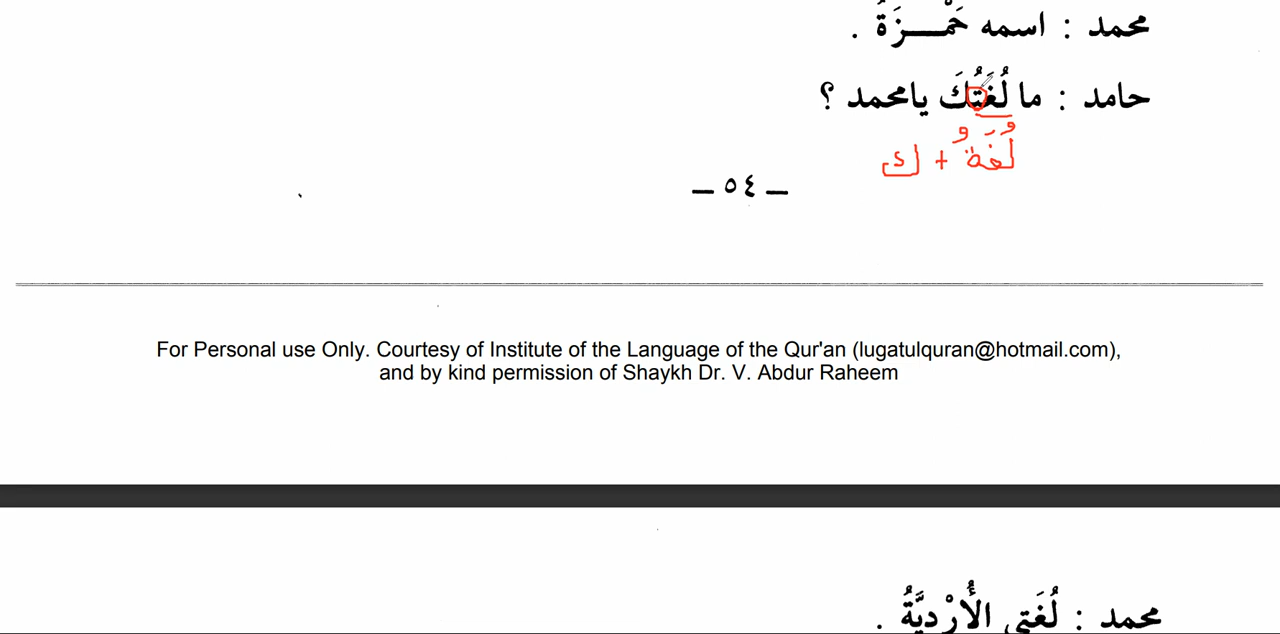 محمد : اسمه حَمْـــزَةُ .
حامد : ما لُغَتُكَ يامحمد ؟
لُغَةُ + ك
— ٥٤ —
For Personal use Only. Courtesy of Institute of the Language of the Qur'an (lugatulquran@hotmail.com),
and by kind permission of Shaykh Dr. V. Abdur Raheem
محمد : لُغَتي الأُرْدِيَّةُ .